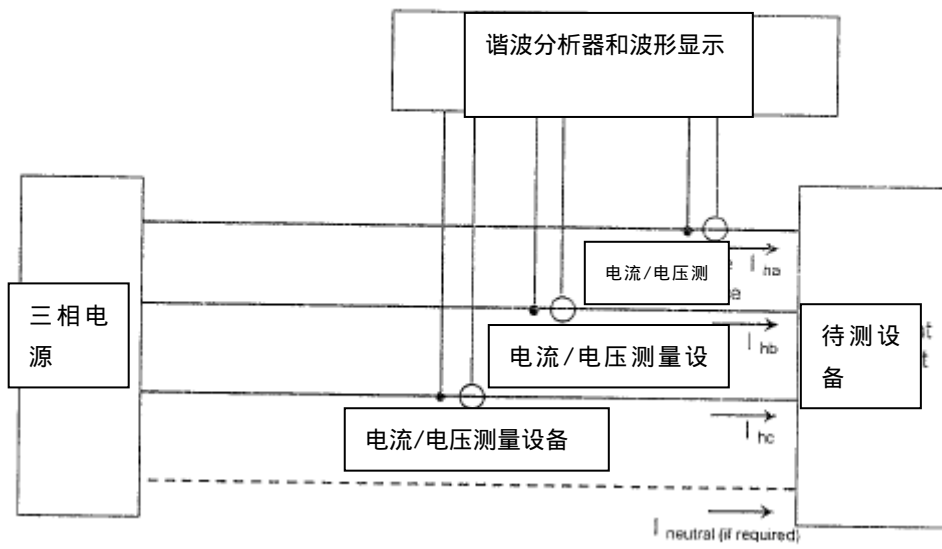 谐波分析器和波形显示
电流/电压测
I ha
三相电
源
电流/电压测量设
I hb
待测设
备
电流/电压测量设备
I hc
I neutral (if required)